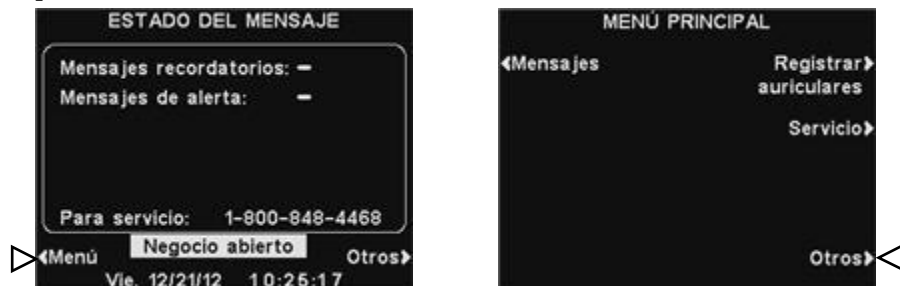 ESTADO DEL MENSAJE
Mensajes recordatorios: –
Mensajes de alerta: –
Para servicio: 1-800-848-4468
Negocio abierto
Menú
Otros
Vie. 12/21/12 10:25:17
MENÚ PRINCIPAL
Mensajes
Registrar
auriculares
Servicio
Otros